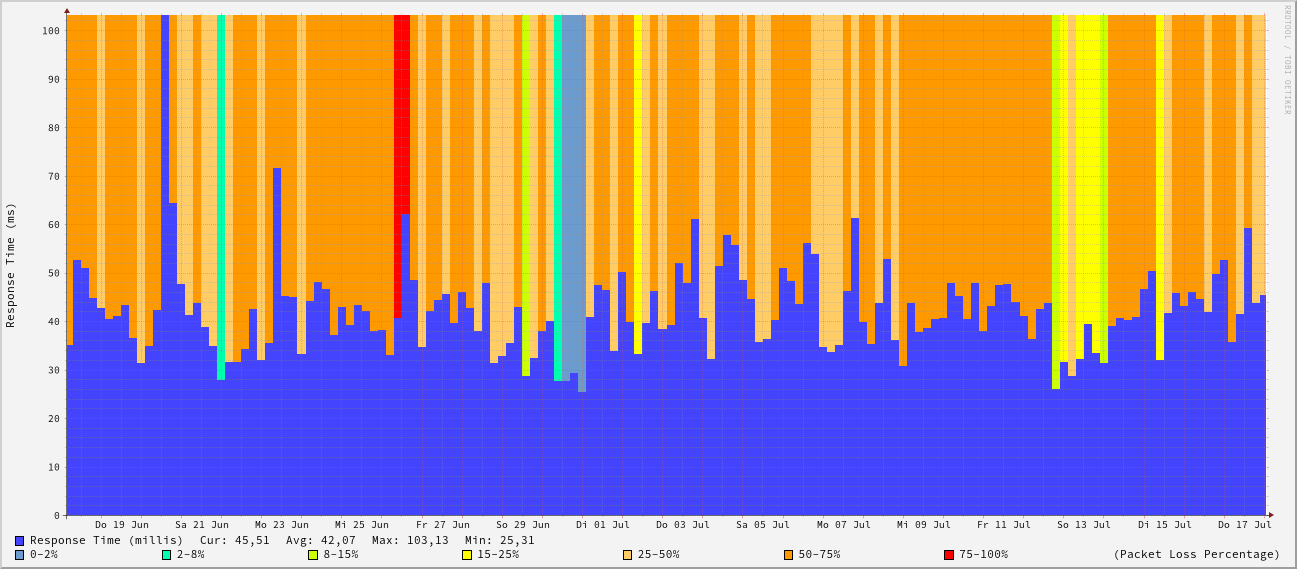 RRDTOOL / TOBI OETIKER
Response Time (ms)
100
90
80
70
60
50
40
30
20
10
0
Do 19 Jun Sa 21 Jun Mo 23 Jun Mi 25 Jun Fr 27 Jun So 29 Jun Di 01 Jul Do 03 Jul Sa 05 Jul Mo 07 Jul Mi 09 Jul Fr 11 Jul So 13 Jul Di 15 Jul Do 17 Jul
Response Time (millis) Cur: 45,51 Avg: 42,07 Max: 103,13 Min: 25,31
0-2% 2-8% 8-15% 15-25% 25-50% 50-75% 75-100% (Packet Loss Percentage)